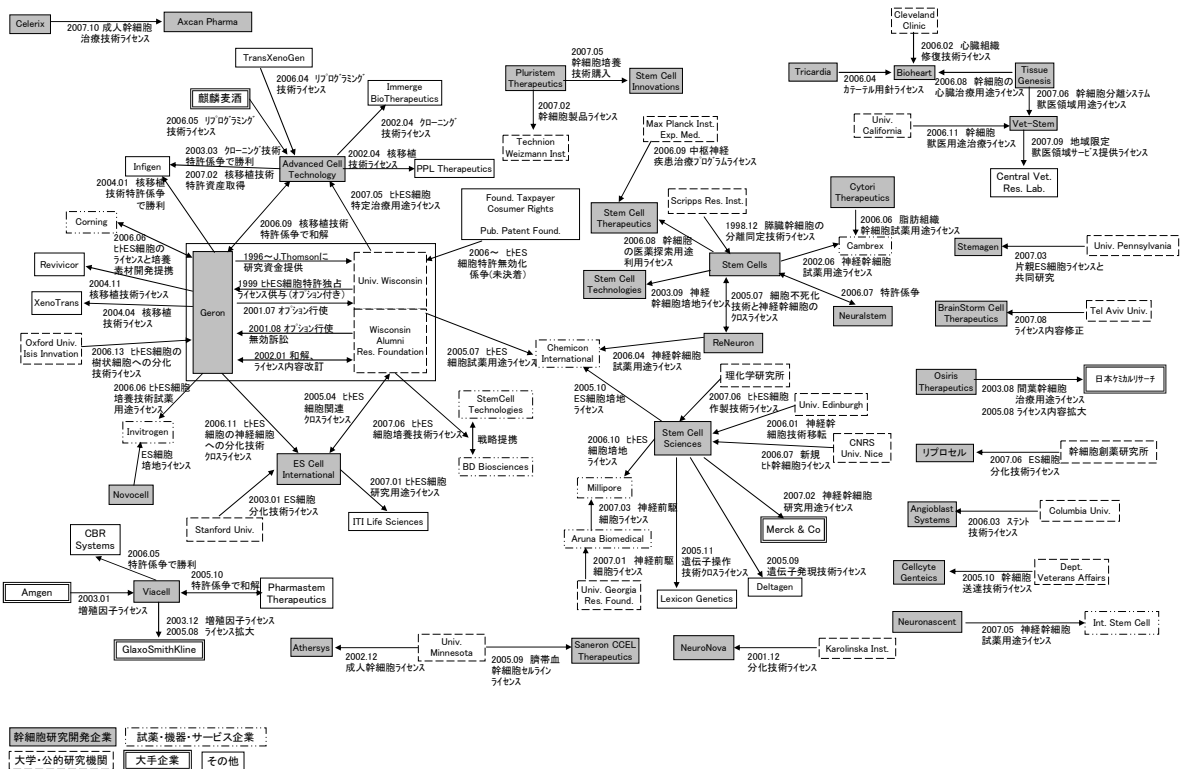 Celerix
2007.10 成人幹細胞
治療技術ライセンス
Axcan Pharma
TransXenoGen
2006.04 リプログラミング
技術ライセンス
麒麟麦酒
2006.05 リプログラミング
技術ライセンス
Immerge
BioTherapeutics
2002.04 クローニング
技術ライセンス
2003.03 クローニング技術
特許係争で勝利
Infigen
2007.02 核移植技術
特許資産取得
Advanced Cell
Technology
2002.04 核移植
技術ライセンス
PPL Therapeutics
2004.01 核移植
技術特許係争
で勝利
2006.09 核移植技術
特許係争で和解
2007.05 ヒトES細胞
特定治療用途ライセンス
Corning
2006.06
ヒトES細胞の
ライセンスと培養
素材開発提携
Revivicor
2004.11
核移植技術ライセンス
XenoTrans
2004.04 核移植
技術ライセンス
Oxford Univ.
Isis Innvation
2006.13 ヒトES細胞の
樹状細胞への分化
技術ライセンス
Geron
1996~J.Thomsonに
研究資金提供
1999 ヒトES細胞特許独占
ライセンス供与(オプション付き)
2001.07 オプション行使
2001.08 オプション行使
無効訴訟
2002.01 和解、
ライセンス内容改訂
Univ. Wisconsin
Wisconsin
Alumni
Res. Foundation
Found. Taxpayer
Cosumer Rights
Pub. Patent Found.
2006~ ヒトES
細胞特許無効化
係争(未決着)
2006.06 ヒトES細胞
培養技術試薬
用途ライセンス
Invitrogen
ES細胞
培地ライセンス
Novocell
2006.11 ヒトES
細胞の神経細胞
への分化技術
クロスライセンス
2005.04 ヒトES
細胞関連
クロスライセンス
ES Cell
International
2003.01 ES細胞
分化技術ライセンス
Stanford Univ.
2007.01 ヒトES細胞
研究用途ライセンス
ITI Life Sciences
2007.06 ヒトES
細胞培養技術ライセンス
StemCell
Technologies
戦略提携
BD Biosciences
2005.07 ヒトES
細胞試薬用途ライセンス
Chemicon
International
CBR
Systems
2006.05
特許係争で勝利
Amgen
2003.01
増殖因子ライセンス
Viacell
2005.10
特許係争で和解
Pharmastem
Therapeutics
2003.12 増殖因子ライセンス
2005.08 ライセンス拡大
GlaxoSmithKline
Pluristem
Therapeutics
2007.05
幹細胞培養
技術購入
Stem Cell
Innovations
2007.02
幹細胞製品ライセンス
Technion
Weizmann Inst
Max Planck Inst.
Exp. Med.
2006.09 中枢神経
疾患治療プログラムライセンス
Stem Cell
Therapeutics
Scripps Res. Inst.
1998.12 膵臓幹細胞の
分離同定技術ライセンス
2006.08 幹細胞
の医薬探索用途
利用ライセンス
Stem Cells
Stem Cell
Technologies
2003.09 神経
幹細胞培地ライセンス
2005.07 細胞不死化
技術と神経幹細胞の
クロスライセンス
Cytori
Therapeutics
2006.06 脂肪組織
幹細胞試薬用途ライセンス
Cambrex
2002.06 神経幹細胞
試薬用途ライセンス
2006.07 特許係争
Neuralstem
ReNeuron
2006.04 神経幹細胞
試薬用途ライセンス
2005.10
ES細胞培地
ライセンス
理化学研究所
2007.06 ヒトES細胞
作製技術ライセンス
Univ. Edinburgh
2006.01 神経幹
細胞技術移転
Stem Cell
Sciences
CNRS
Univ. Nice
2006.07 新規
ヒト幹細胞ライセンス
2006.10 ヒトES
細胞培地
ライセンス
Millipore
2007.03 神経前駆
細胞ライセンス
Aruna Biomedical
2007.01 神経前駆
細胞ライセンス
Univ. Georgia
Res. Found.
2007.02 神経幹細胞
研究用途ライセンス
Merck & Co
2005.11
遺伝子操作
技術クロスライセンス
Lexicon Genetics
2005.09
遺伝子発現技術ライセンス
Deltagen
Athersys
2002.12
成人幹細胞ライセンス
Univ.
Minnesota
2005.09 臍帯血
幹細胞セルライン
ライセンス
Saneron CCEL
Therapeutics
NeuroNova
2001.12
分化技術ライセンス
Karolinska Inst.
Cleveland
Clinic
2006.02 心臓組織
修復技術ライセンス
Tricardia
2006.04
カテーテル用針ライセンス
Bioheart
2006.08 幹細胞の
心臓治療用途ライセンス
Tissue
Genesis
2007.06 幹細胞分離システム
獣医領域用途ライセンス
Univ.
California
2006.11 幹細胞
獣医用途治療ライセンス
Vet-Stem
2007.09 地域限定
獣医領域サービス提供ライセンス
Central Vet.
Res. Lab.
Stemagen
2007.03
片親ES細胞ライセンスと
共同研究
Univ. Pennsylvania
BrainStorm Cell
Therapeutics
2007.08
ライセンス内容修正
Tel Aviv Univ.
Osiris
Therapeutics
2003.08 間葉幹細胞
治療用途ライセンス
2005.08 ライセンス内容拡大
日本ケミカルリサーチ
リプロセル
2007.06 ES細胞
分化技術ライセンス
幹細胞創薬研究所
Angioblast
Systems
2006.03 ステント
技術ライセンス
Columbia Univ.
Cellcyte
Genteics
2005.10 幹細胞
送達技術ライセンス
Dept.
Veterans Affairs
Neuronascent
2007.05 神経幹細胞
試薬用途ライセンス
Int. Stem Cell
幹細胞研究開発企業
試薬・機器・サービス企業
大学・公的研究機関
大手企業
その他